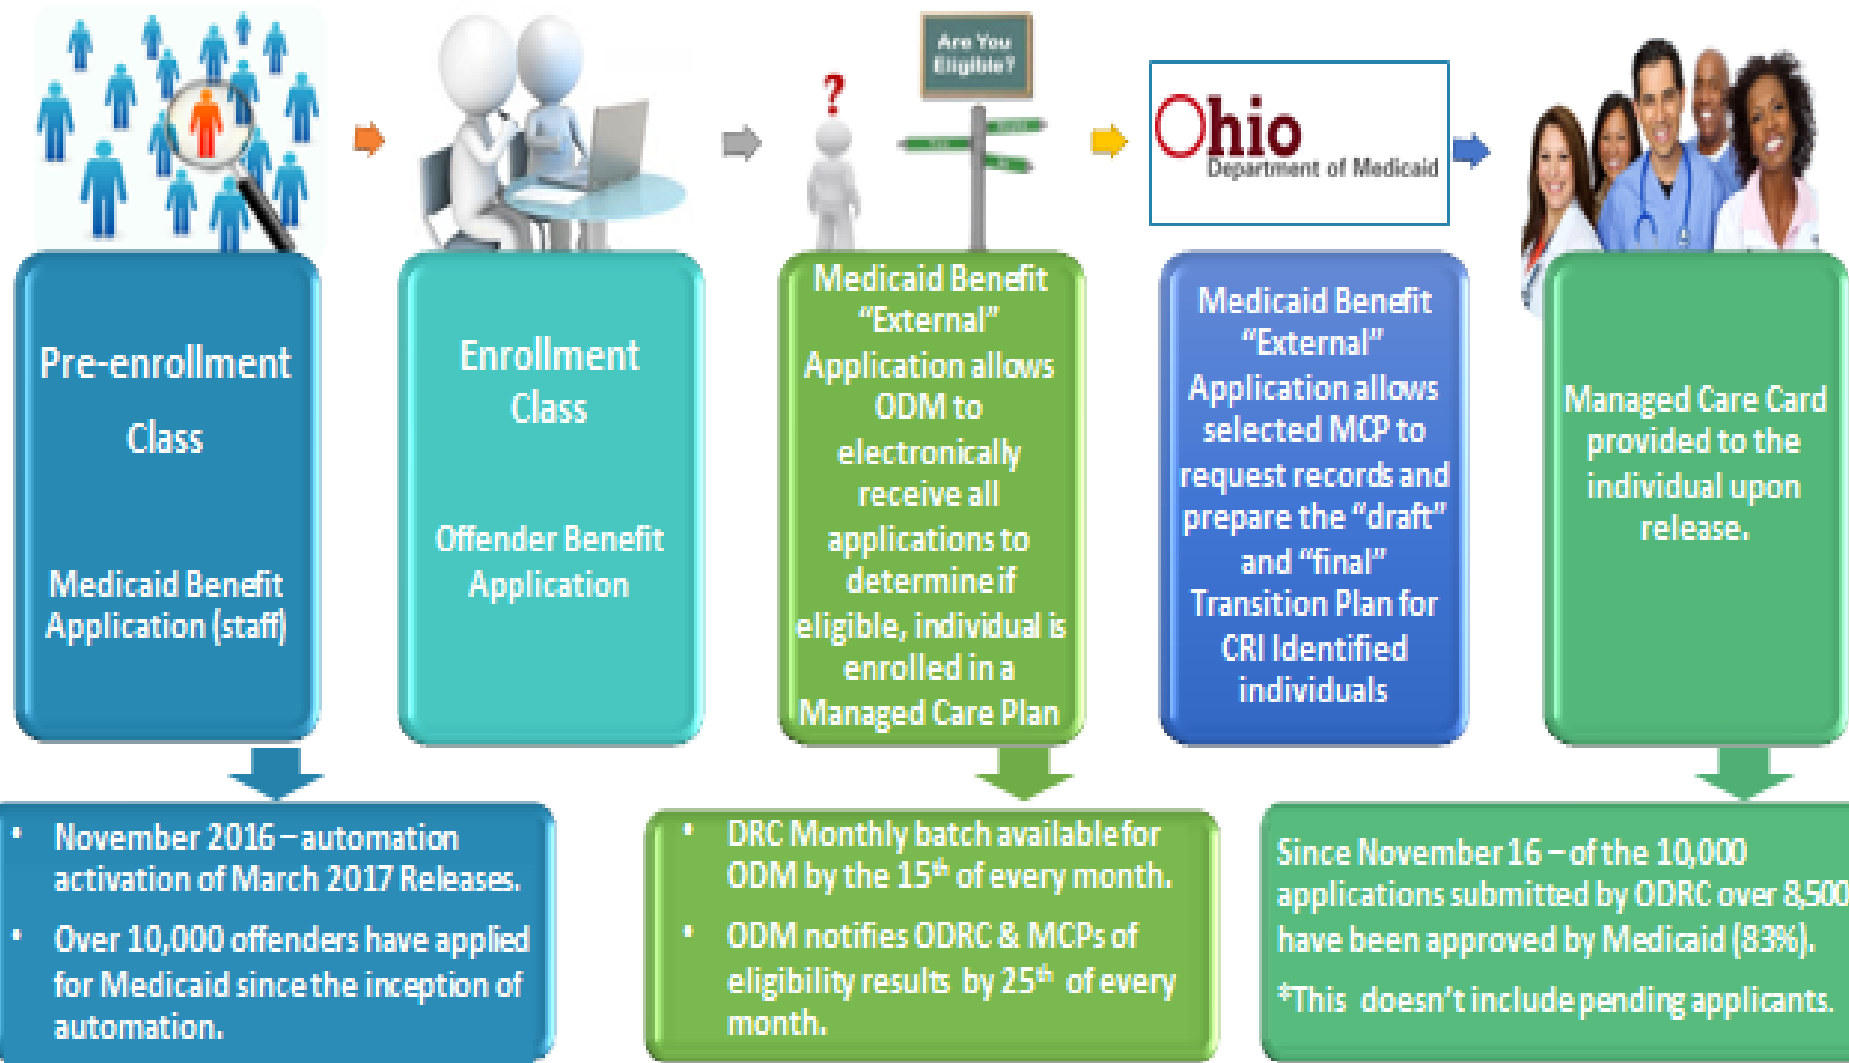 Are You
Eligible?
?
Ohio
Department of Medicaid
Pre-enrollment
Class
Medicaid Benefit
Application (staff)
Enrollment
Class
Offender Benefit
Application
Medicaid Benefit
“External”
Application allows
ODM to
electronically
receive all
applications to
determine if
eligible, individual is
enrolled in a
Managed Care Plan
Medicaid Benefit
“External”
Application allows
selected MCP to
request records and
prepare the “draft”
and “final”
Transition Plan for
CRI Identified
individuals
Managed Care Card
provided to the
individual upon
release.
• November 2016 – automation
activation of March 2017 Releases.
• Over 10,000 offenders have applied
for Medicaid since the inception of
automation.
• DRC Monthly batch available for
ODM by the 15th of every month.
• ODM notifies ODRC & MCPs of
eligibility results by 25th of every
month.
Since November 16 – of the 10,000
applications submitted by ODRC over 8,500
have been approved by Medicaid (83%).
*This doesn’t include pending applicants.